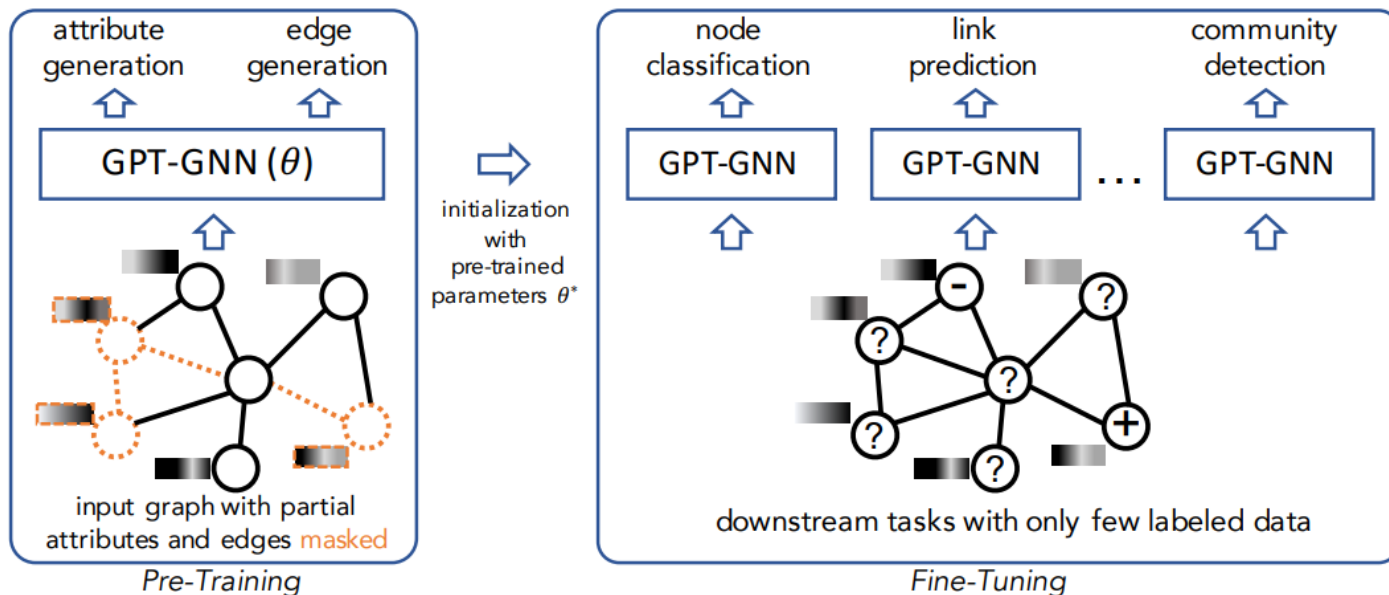 attribute
generation
edge
generation
GPT-GNN (θ)
input graph with partial
attributes and edges masked
Pre-Training
initialization
with
pre-trained
parameters θ*
node
classification
link
prediction
community
detection
GPT-GNN
GPT-GNN
...
GPT-GNN
-
?
?
?
?
+
?
downstream tasks with only few labeled data
Fine-Tuning